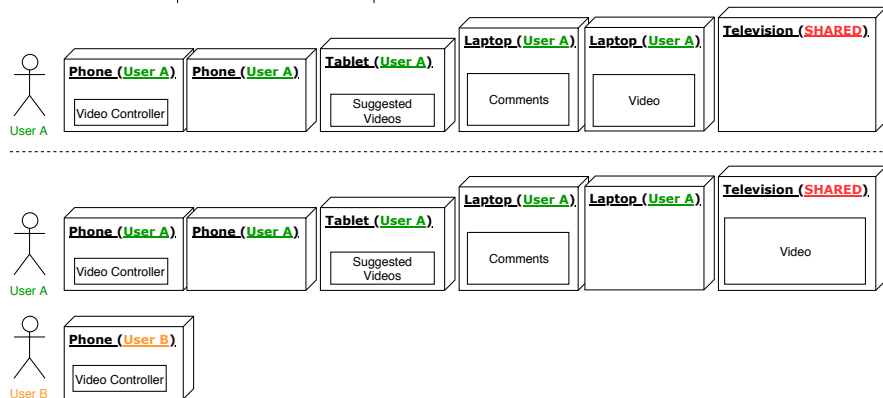 Television (SHARED)
Laptop (User A)
Laptop (User A)
Tablet (User A)
Phone (User A)
Phone (User A)
Suggested
Videos
Comments
Video
Video Controller
User A
Television (SHARED)
Laptop (User A)
Laptop (User A)
Tablet (User A)
Phone (User A)
Phone (User A)
Suggested
Videos
Comments
Video
Video Controller
User A
Phone (User B)
Video Controller
User B